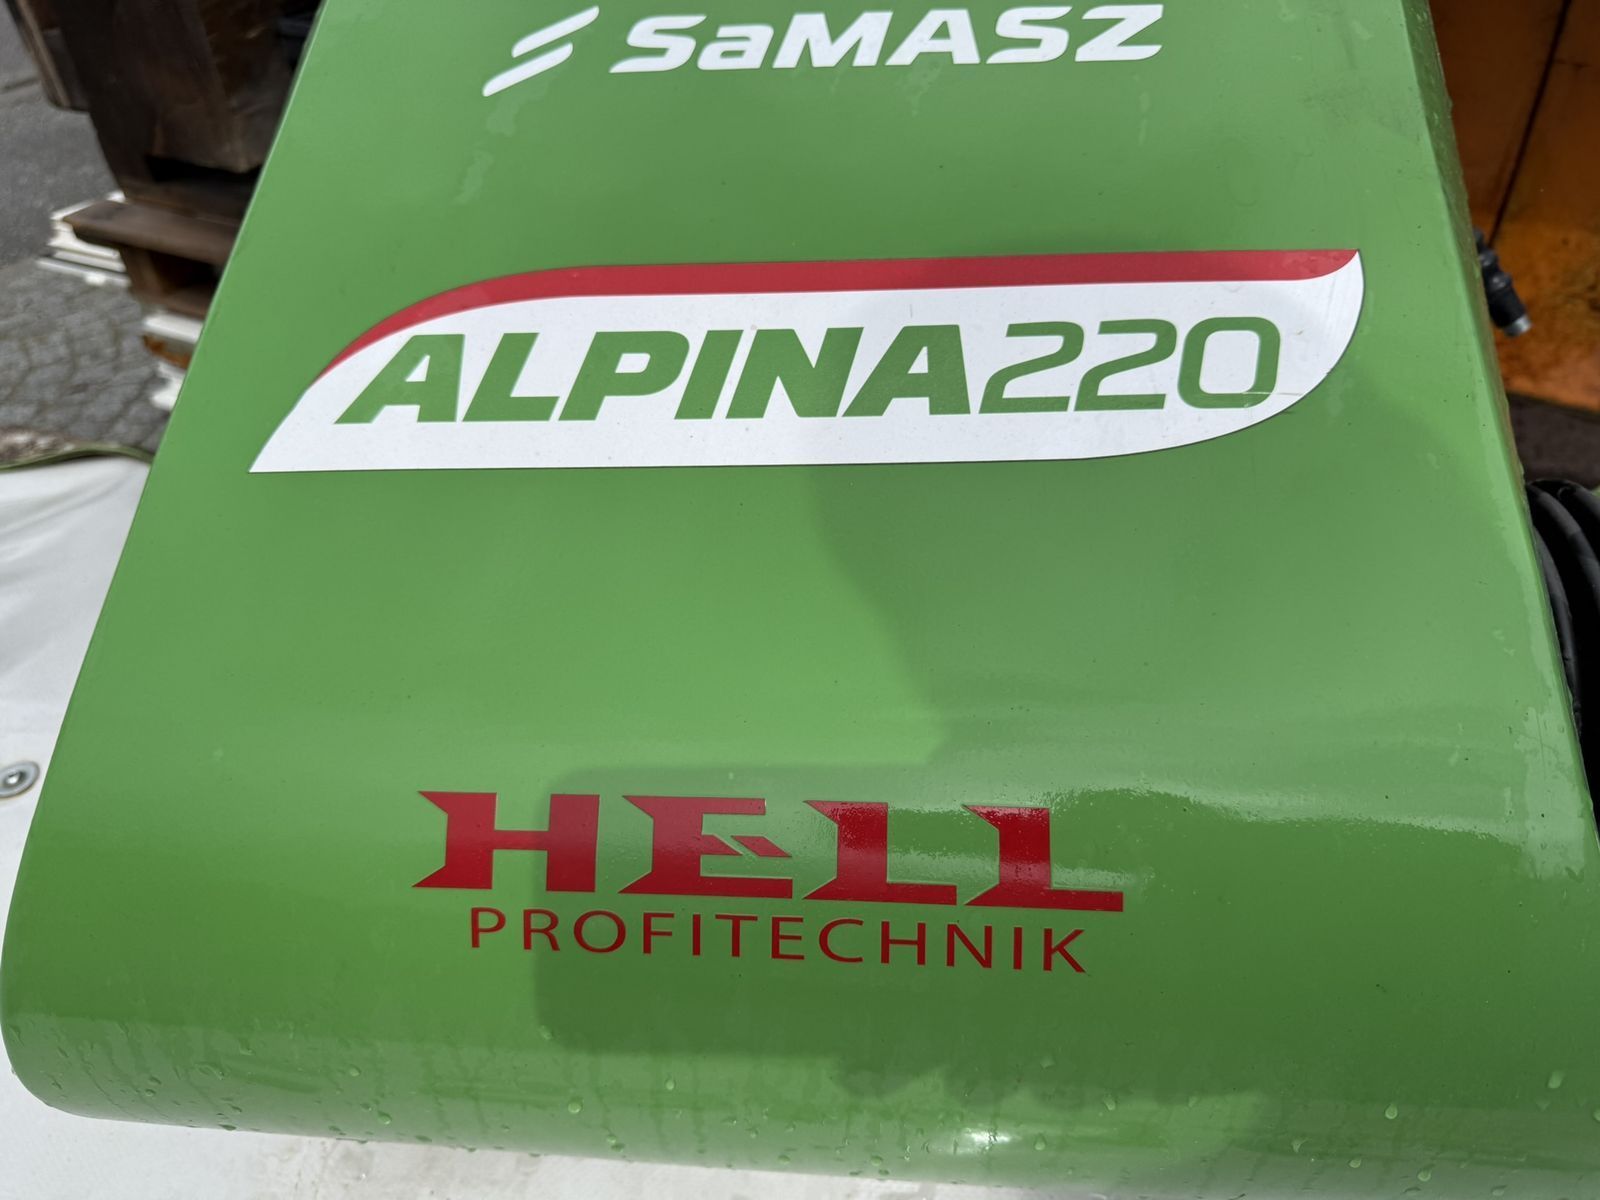 SaMASZ
ALPINA220
HELL
PROFITECHNIK